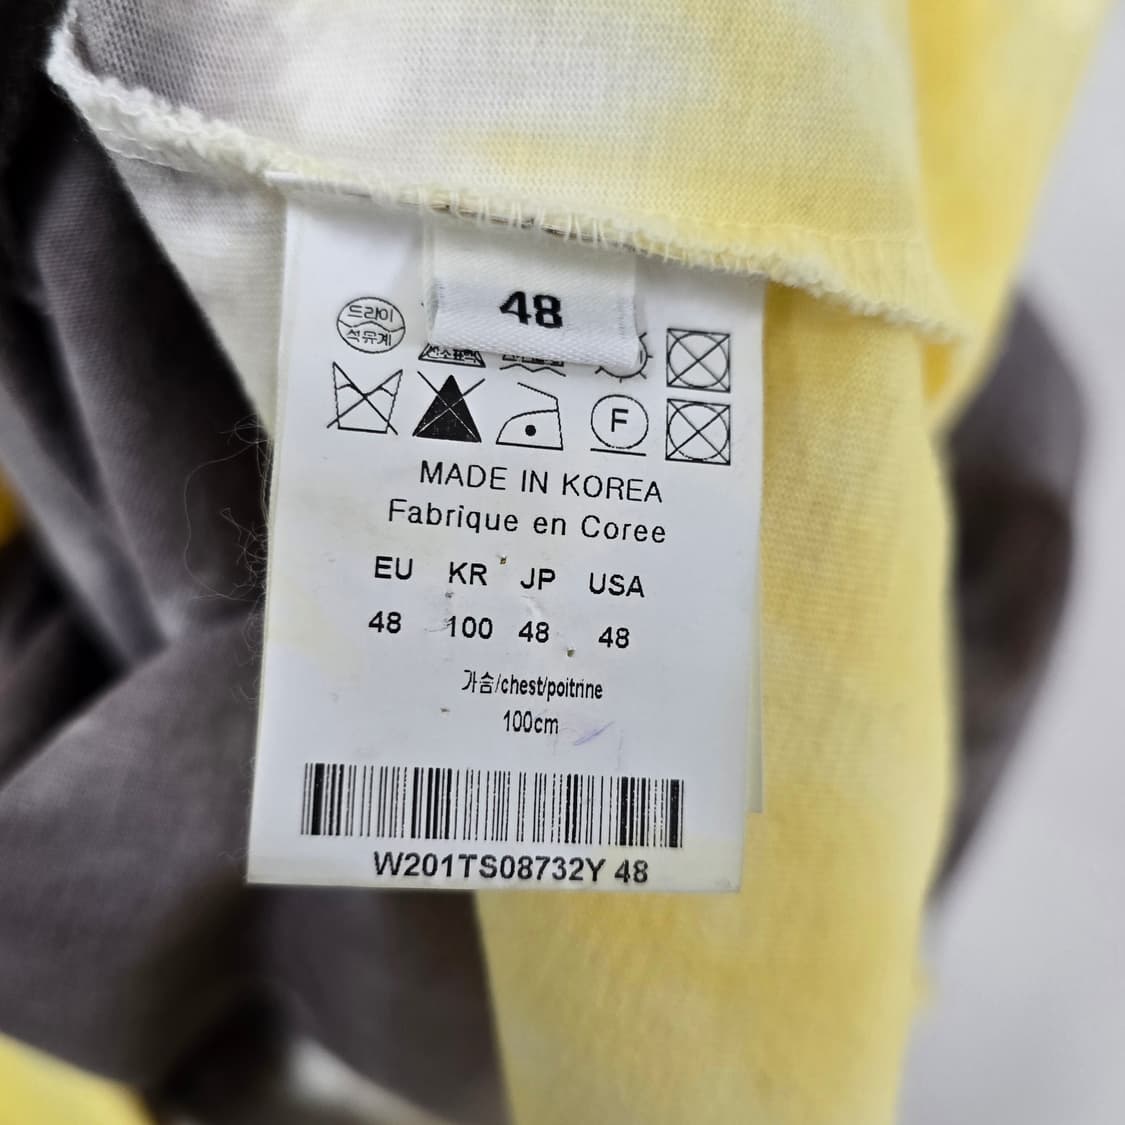 48
드라이
석유계
F
MADE IN KOREA
Fabrique en Coree
EU KR JP USA
48 100 48 48
가슴/chest/poitrine
100cm
W201TS08732Y 48